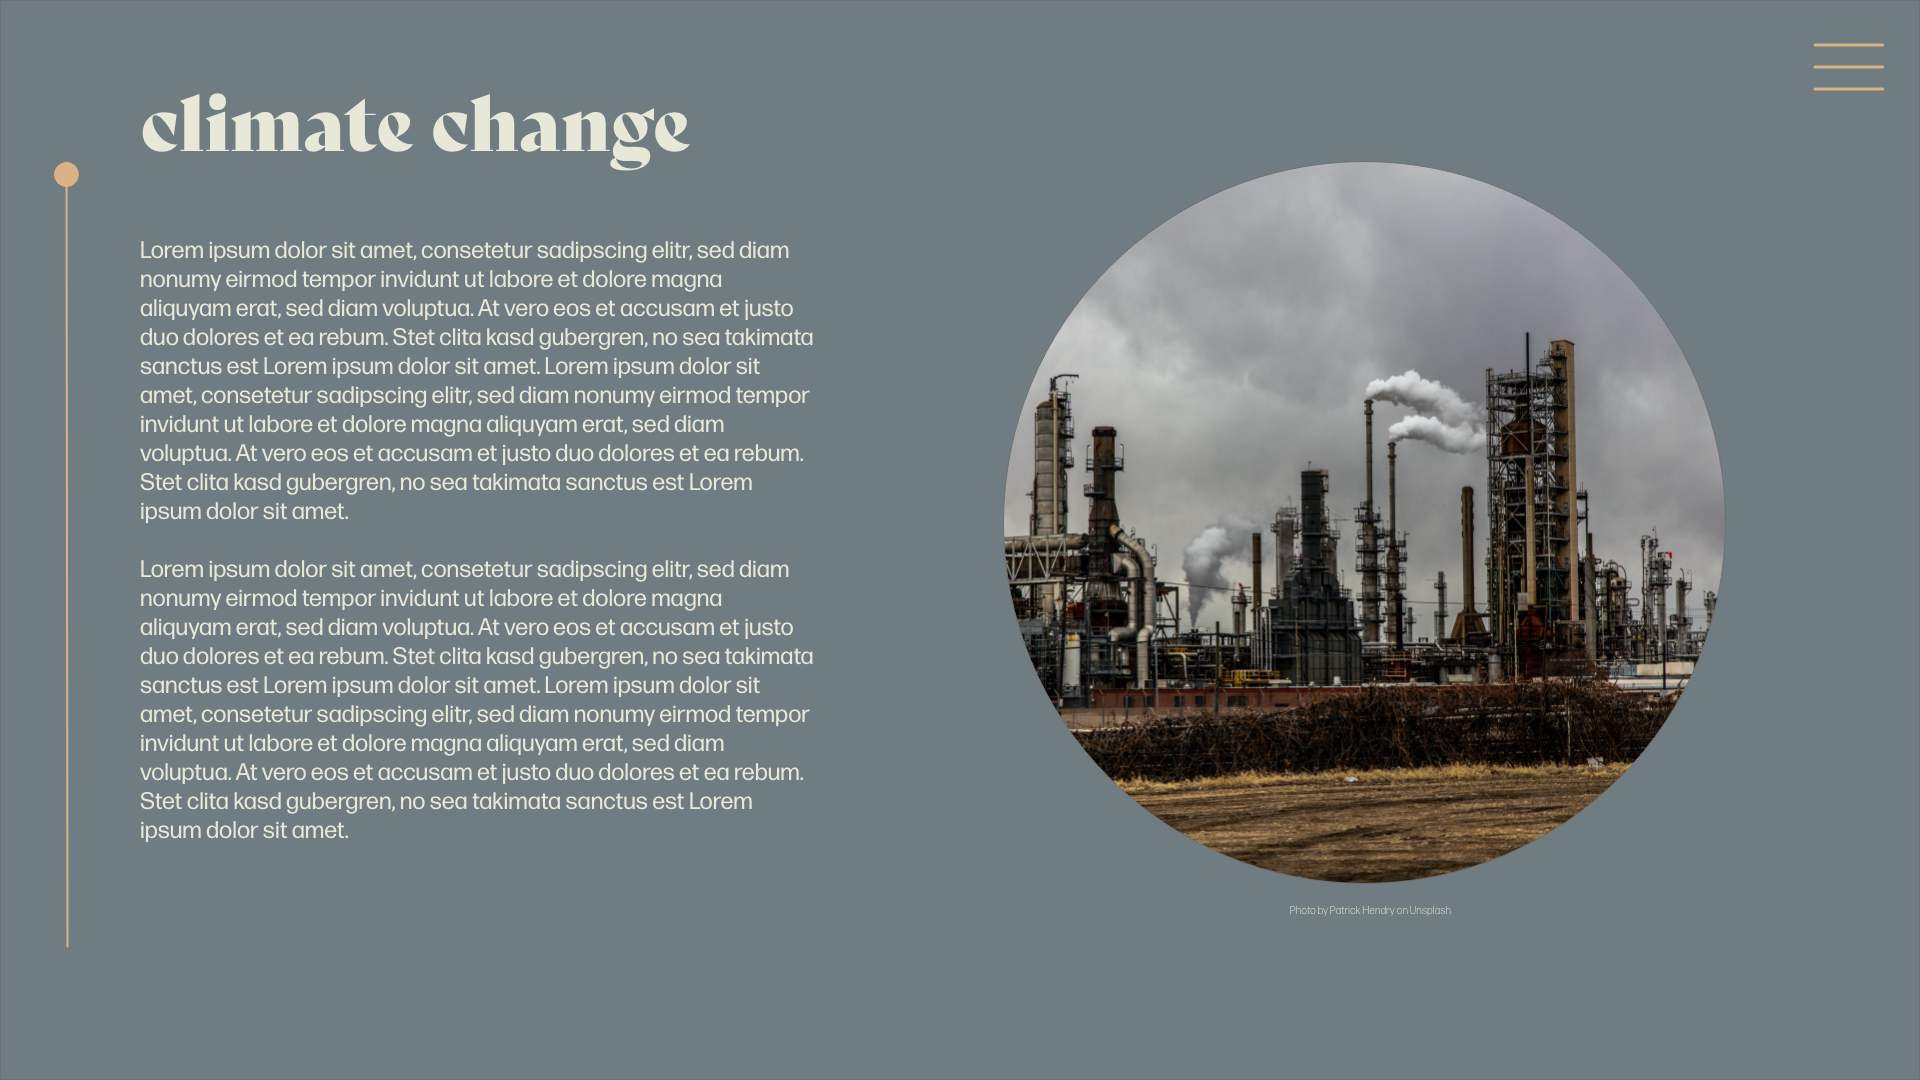 climate change
Lorem ipsum dolor sit amet, consetetur sadipscing elitr, sed diam
nonumy eirmod tempor invidunt ut labore et dolore magna
aliquyam erat, sed diam voluptua. At vero eos et accusam et justo
duo dolores et ea rebum. Stet clita kasd gubergren, no sea takimata
sanctus est Lorem ipsum dolor sit amet. Lorem ipsum dolor sit
amet, consetetur sadipscing elitr, sed diam nonumy eirmod tempor
invidunt ut labore et dolore magna aliquyam erat, sed diam
voluptua. At vero eos et accusam et justo duo dolores et ea rebum.
Stet clita kasd gubergren, no sea takimata sanctus est Lorem
ipsum dolor sit amet.
Lorem ipsum dolor sit amet, consetetur sadipscing elitr, sed diam
nonumy eirmod tempor invidunt ut labore et dolore magna
aliquyam erat, sed diam voluptua. At vero eos et accusam et justo
duo dolores et ea rebum. Stet clita kasd gubergren, no sea takimata
sanctus est Lorem ipsum dolor sit amet. Lorem ipsum dolor sit
amet, consetetur sadipscing elitr, sed diam nonumy eirmod tempor
invidunt ut labore et dolore magna aliquyam erat, sed diam
voluptua. At vero eos et accusam et justo duo dolores et ea rebum.
Stet clita kasd gubergren, no sea takimata sanctus est Lorem
ipsum dolor sit amet.
Photo by Patrick Hendry on Unsplash